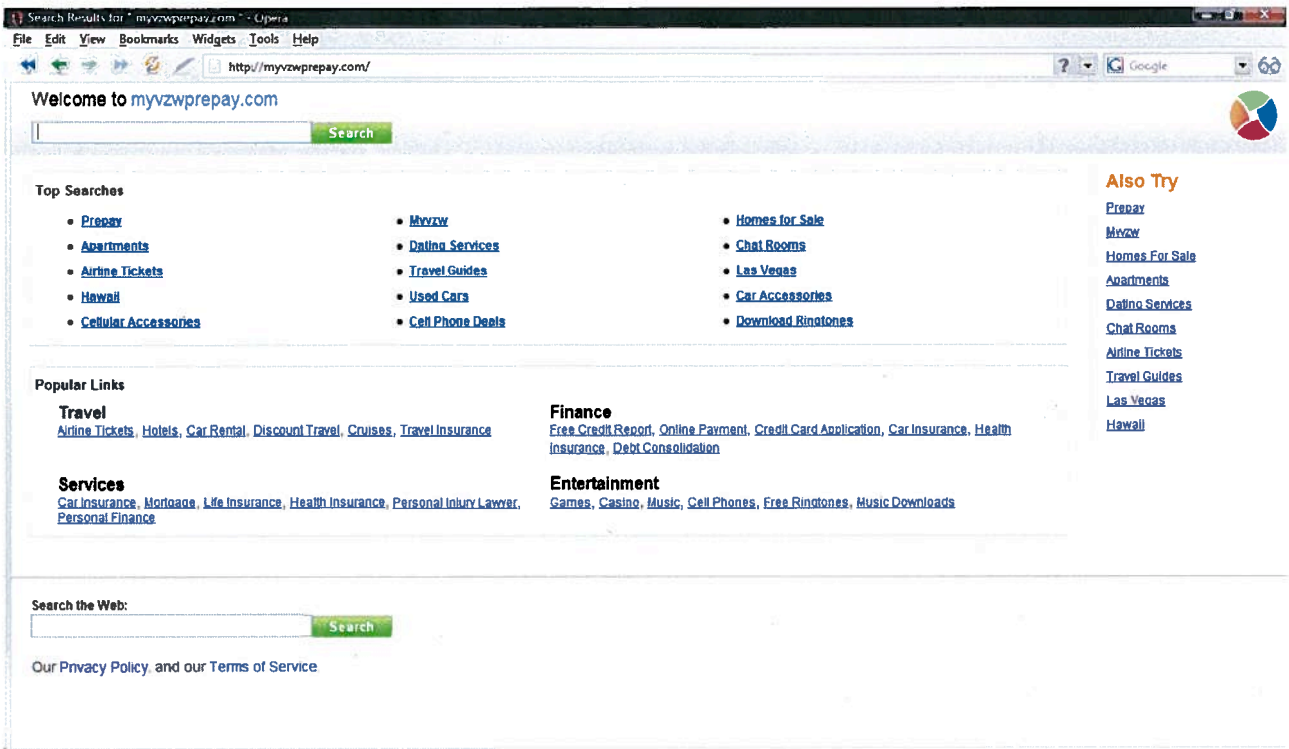 Search Results for " myvzwprepay.com " - Opera
File Edit View Bookmarks Widgets Tools Help
http://myvzwprepay.com/
? Google
Welcome to myvzwprepay.com
Search
Top Searches
Prepay
Apartments
Airline Tickets
Hawaii
Cellular Accessories
Myvzw
Dating Services
Travel Guides
Used Cars
Cell Phone Deals
Homes for Sale
Chat Rooms
Las Vegas
Car Accessories
Download Ringtones
Popular Links
Travel
Airline Tickets, Hotels, Car Rental, Discount Travel, Cruises, Travel Insurance
Finance
Free Credit Report, Online Payment, Credit Card Application, Car Insurance, Health
Insurance, Debt Consolidation
Services
Car Insurance, Mortgage, Life Insurance, Health Insurance, Personal Injury Lawyer,
Personal Finance
Entertainment
Games, Casino, Music, Cell Phones, Free Ringtones, Music Downloads
Also Try
Prepay
Myvzw
Homes For Sale
Apartments
Dating Services
Chat Rooms
Airline Tickets
Travel Guides
Las Vegas
Hawaii
Search the Web:
Search
Our Privacy Policy, and our Terms of Service